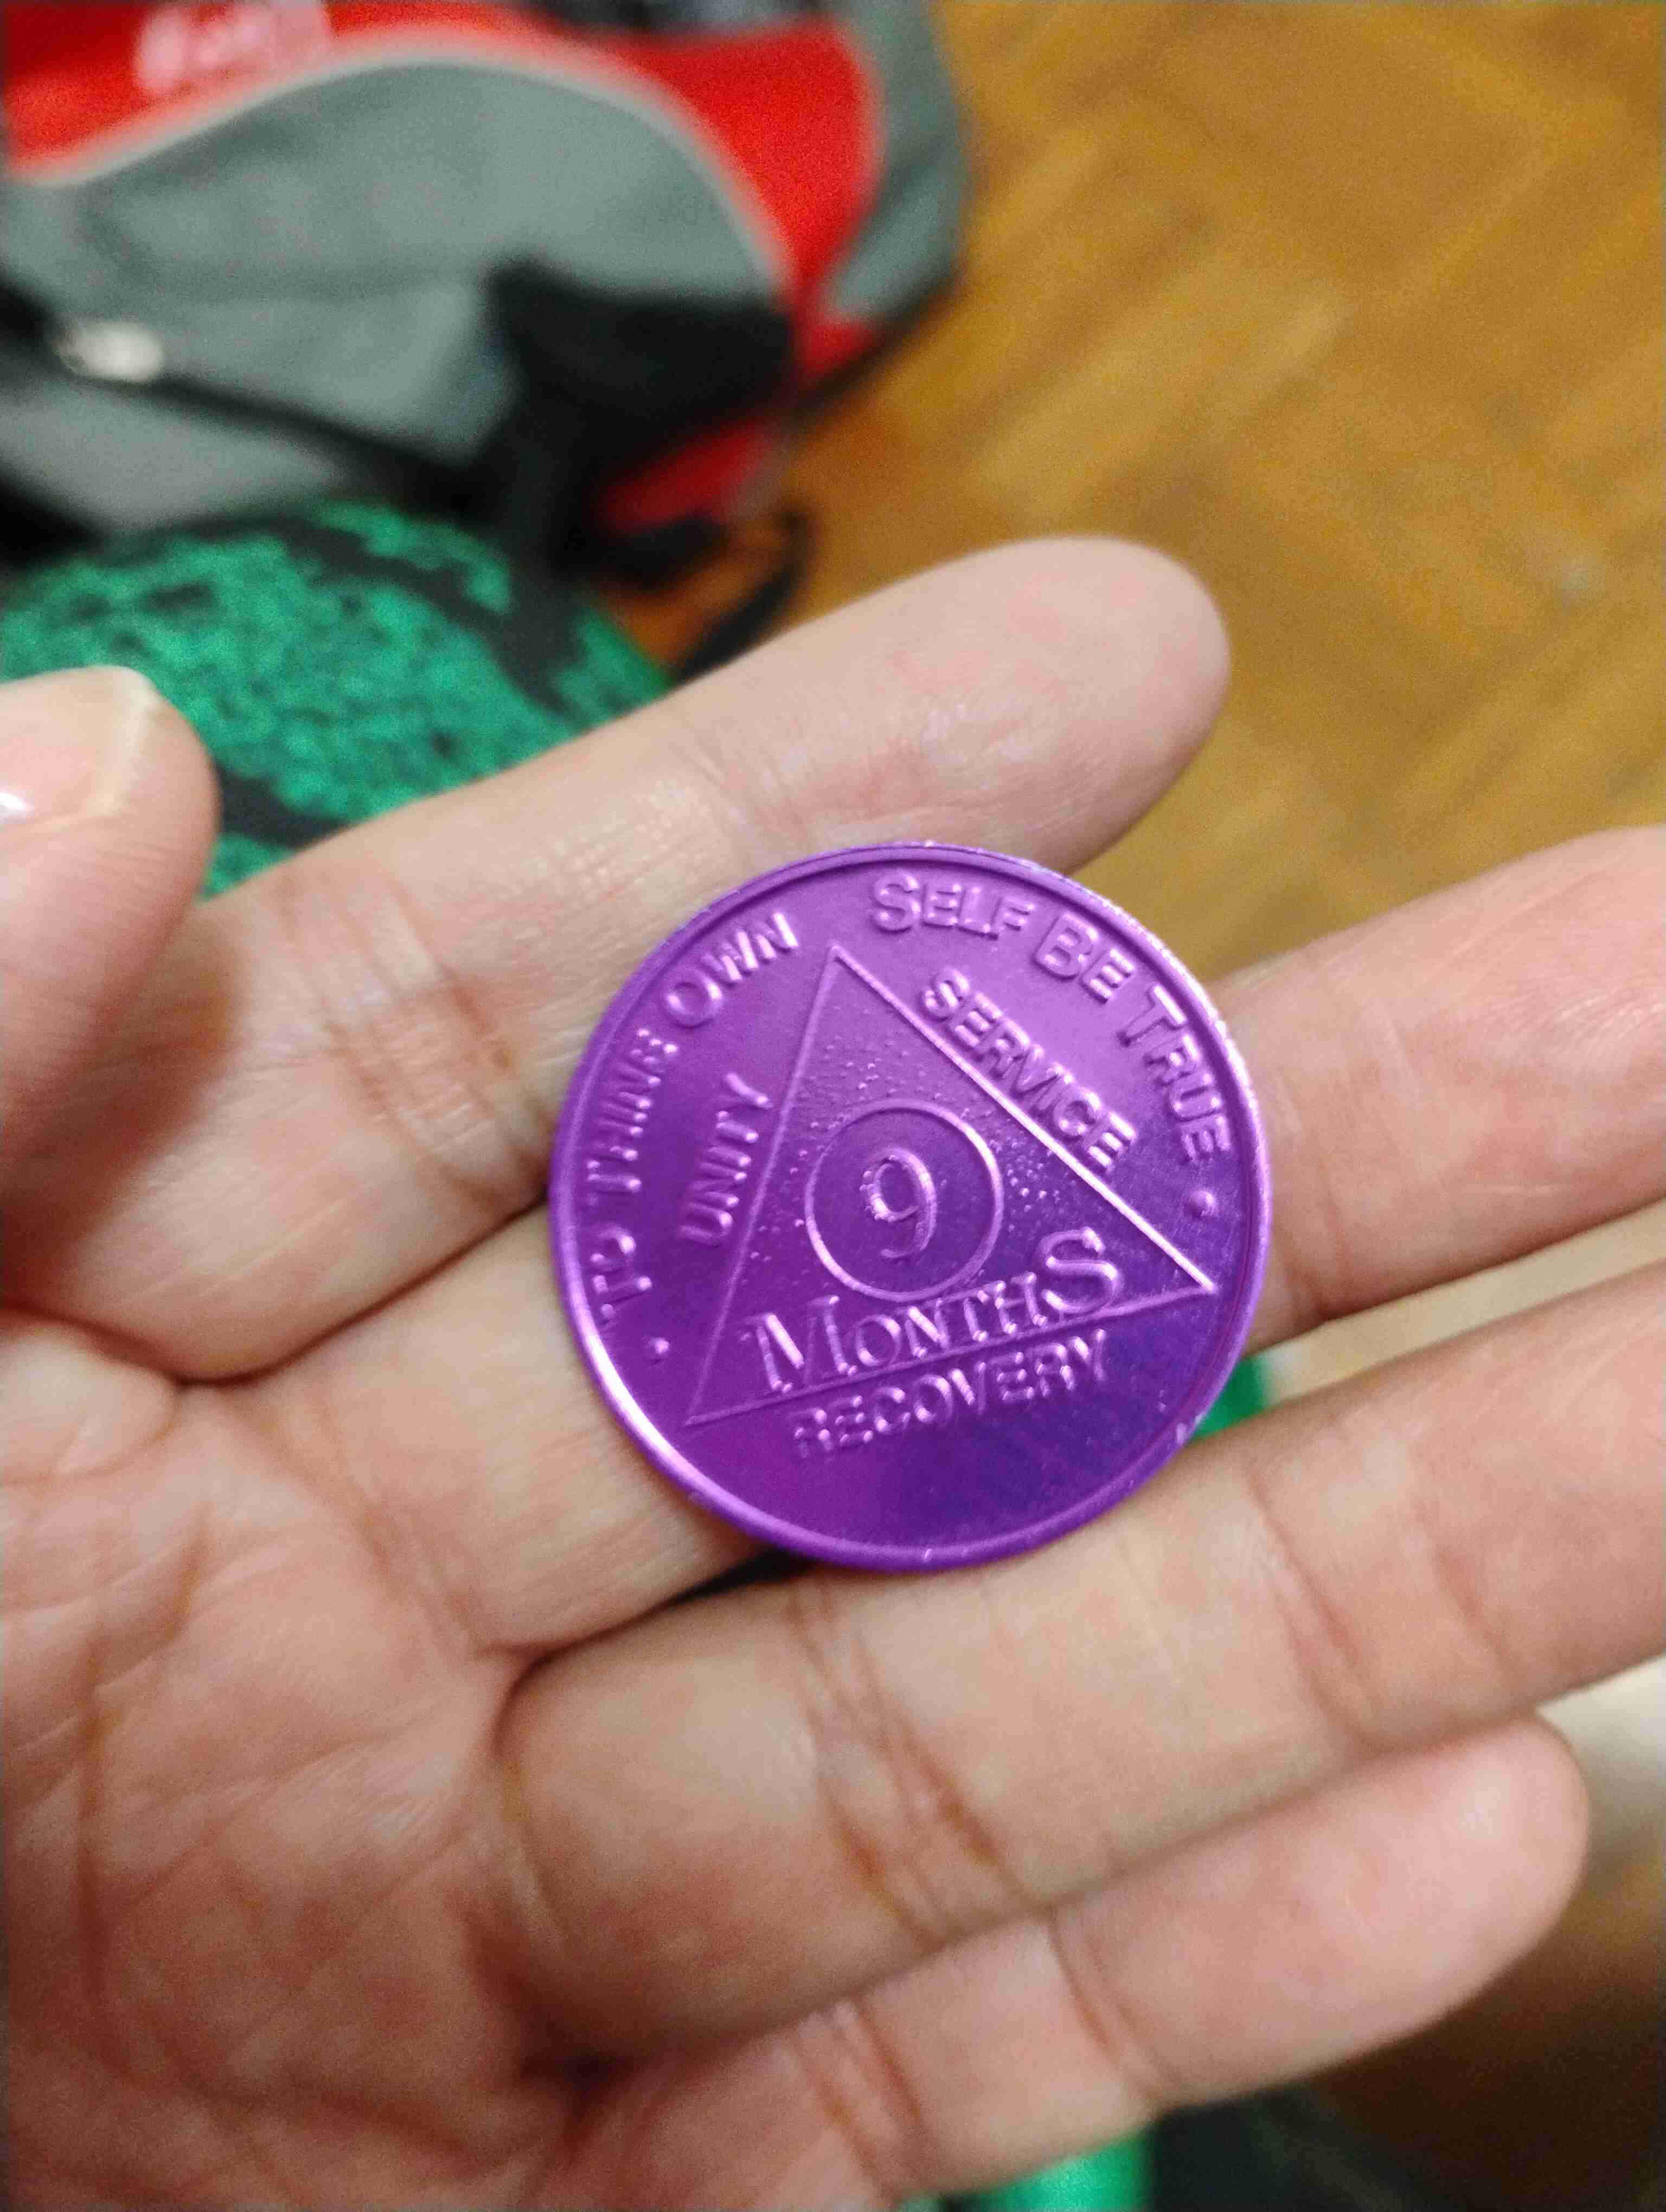 TO THINE OWN SELF BE TRUE
UNITY
SERVICE
9
MONTHS
RECOVERY